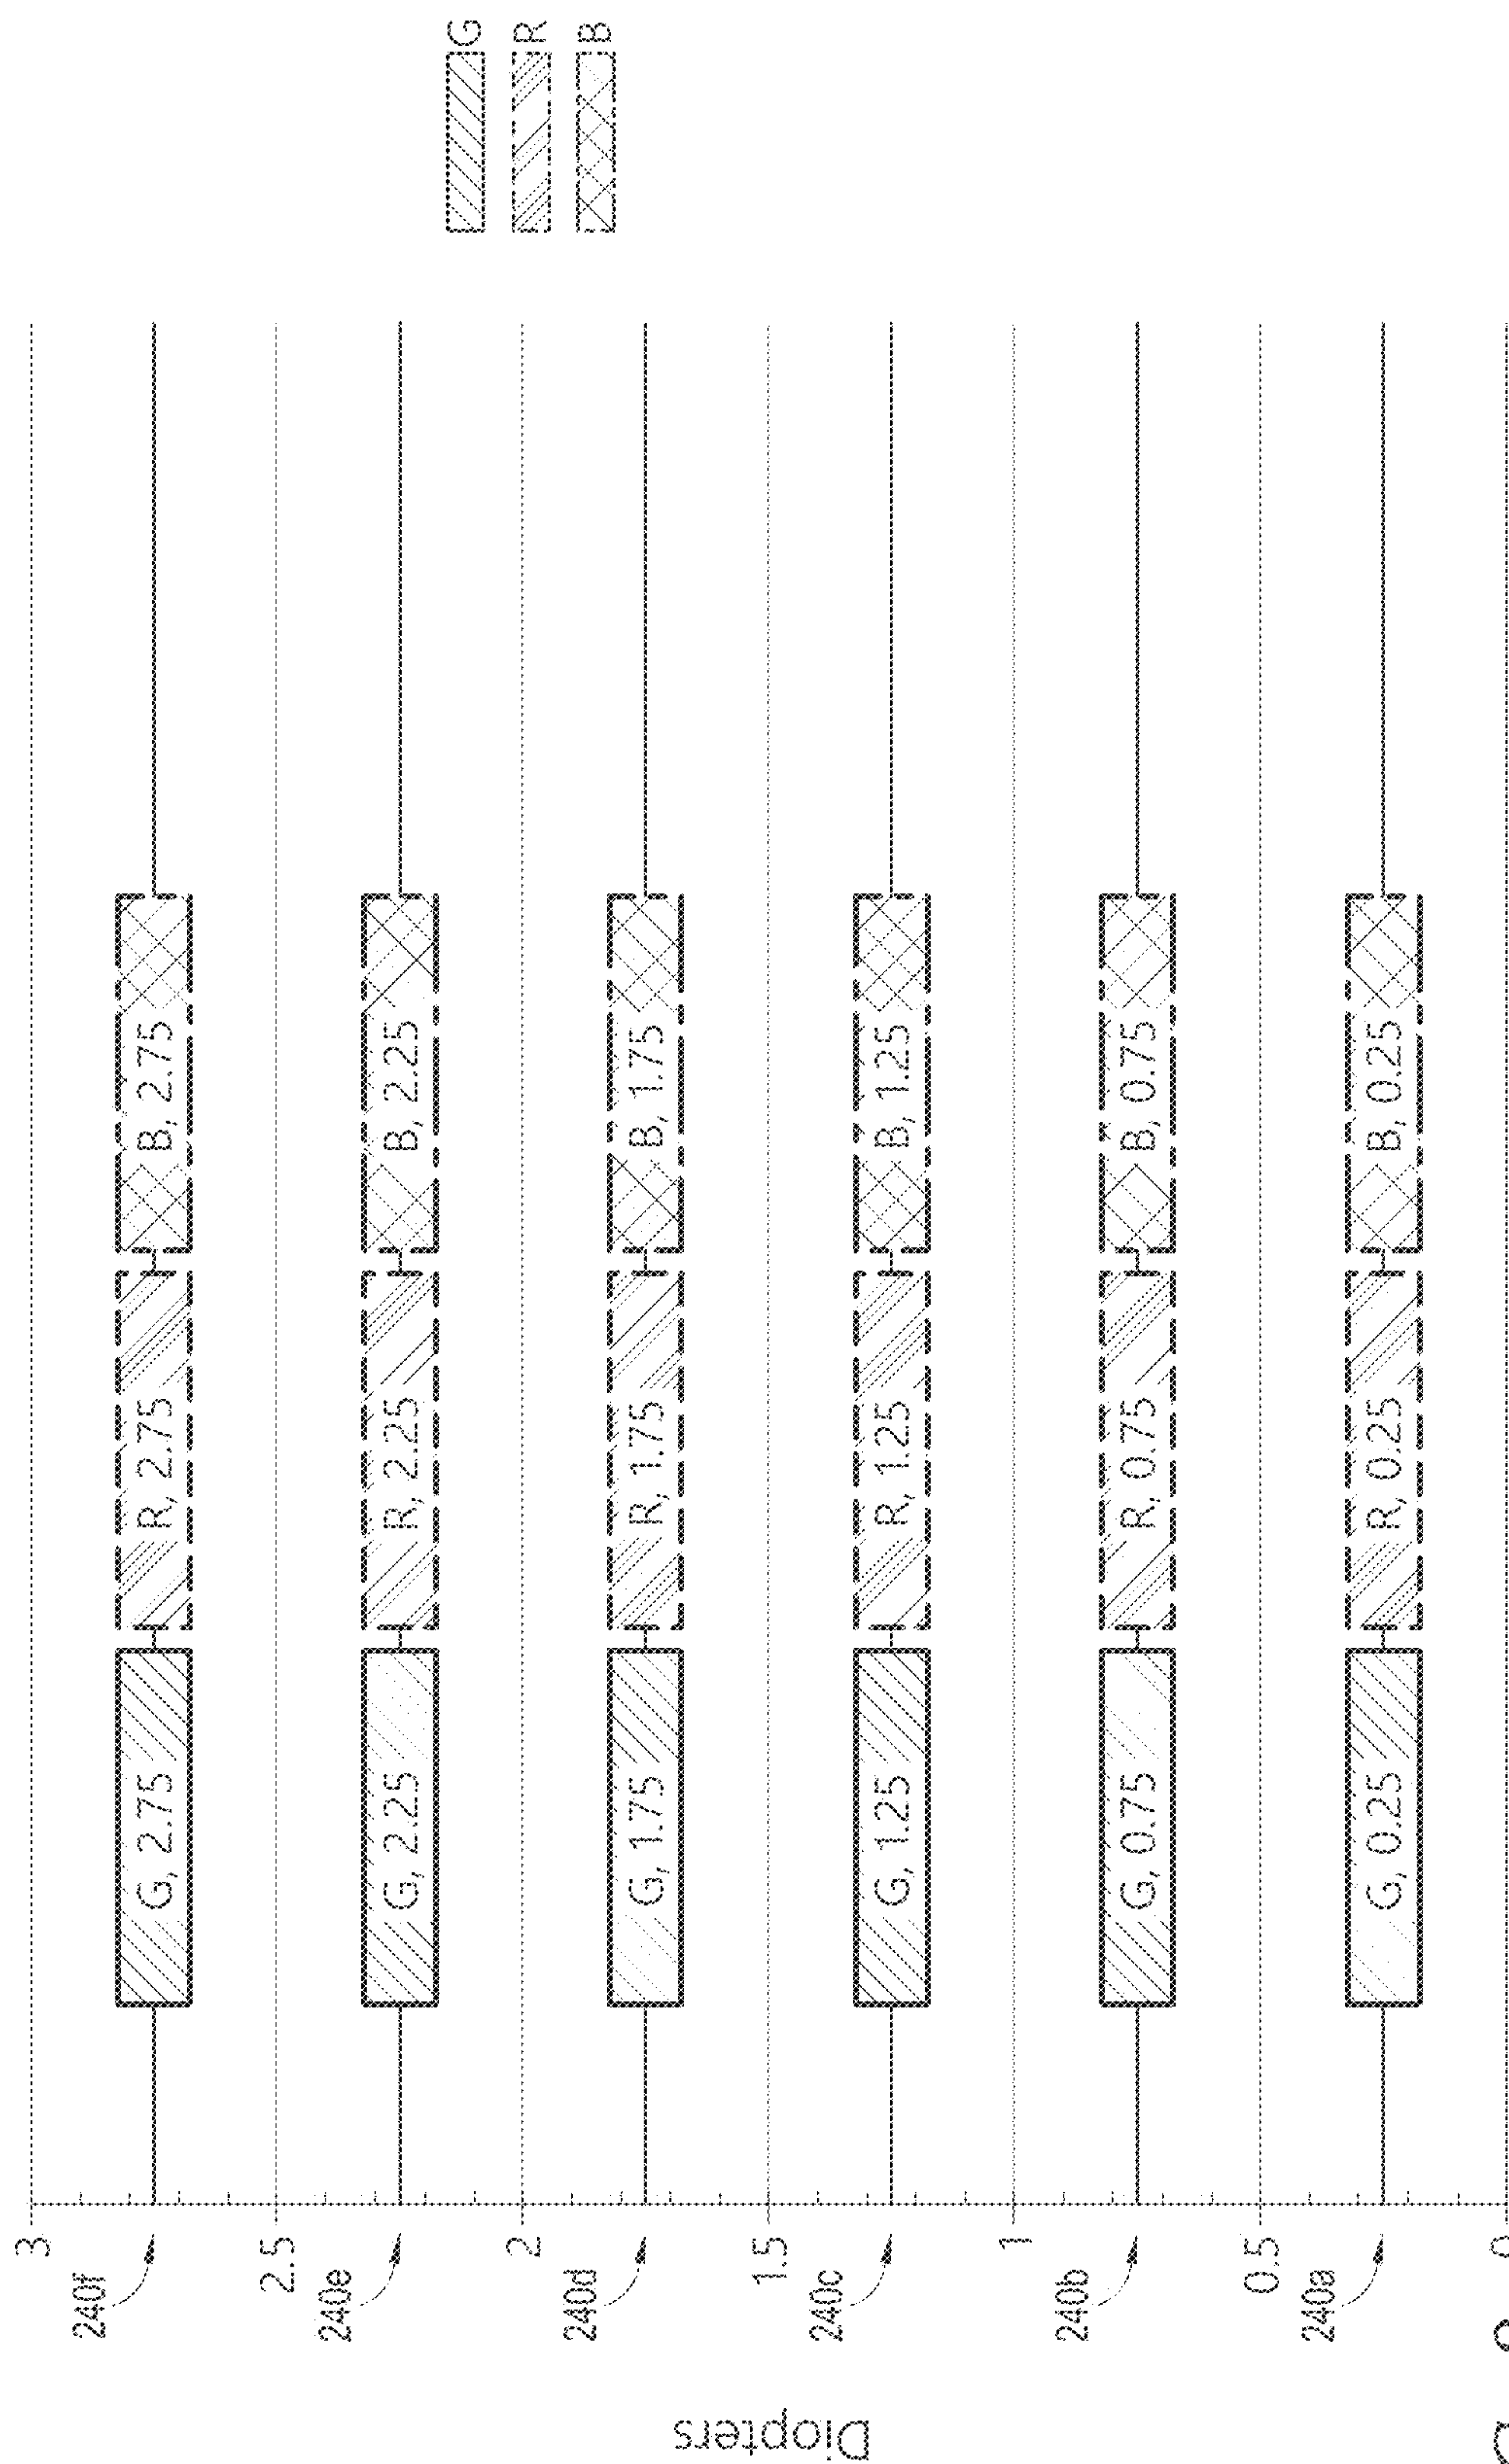 G
R
B
3
240f
G, 2.75 R, 2.75 B, 2.75
2.5
240e
G, 2.25 R, 2.25 B, 2.25
2
240d
G, 1.75 R, 1.75 B, 1.75
1.5
240c
G, 1.25 R, 1.25 B, 1.25
1
240b
G, 0.75 R, 0.75 B, 0.75
0.5
240a
G, 0.25 R, 0.25 B, 0.25
Diopters